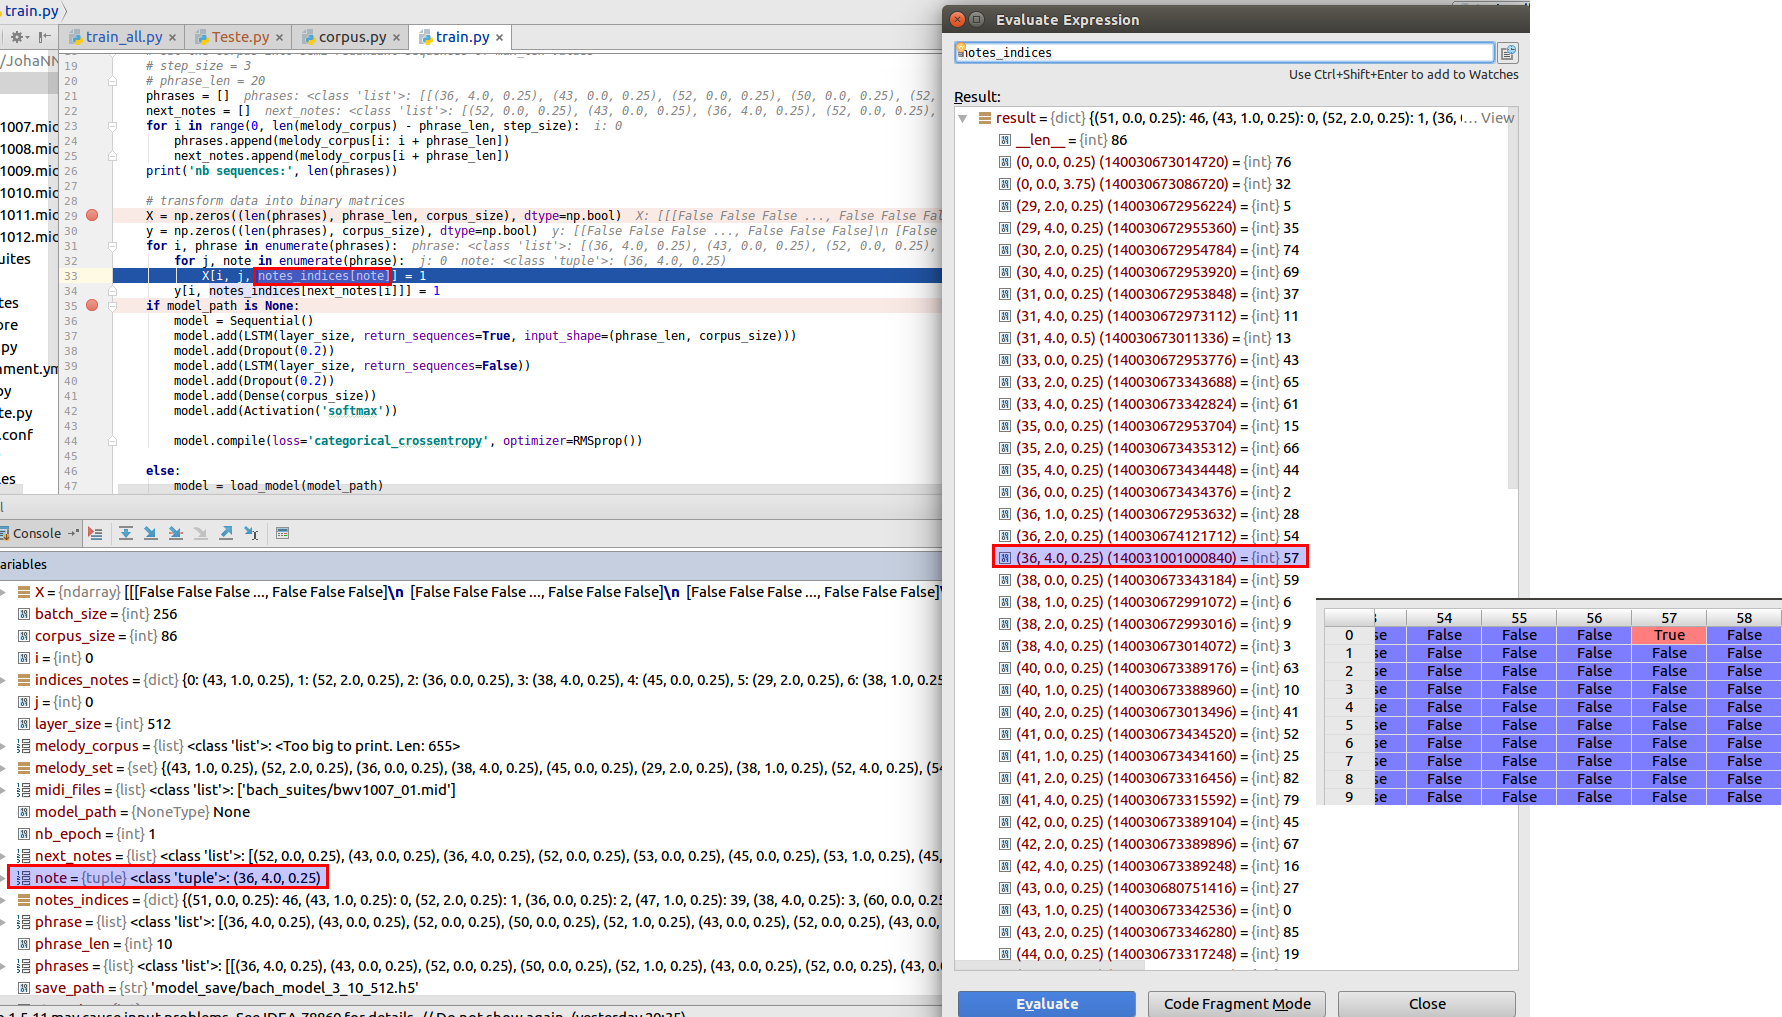 train.py
train_all.py ×
Teste.py ×
corpus.py ×
train.py ×
/JohaNN
1007.mic
1008.mic
1009.mic
1010.mic
1011.mic
1012.mic
uites
tes
ore
py
nment.ym
py
te.py
.conf
les
19 # step_size = 3
20 # phrase_len = 20
21 phrases = [] phrases: <class 'list'>: [[(36, 4.0, 0.25), (43, 0.0, 0.25), (52, 0.0, 0.25), (50, 0.0, 0.25), (52,
22 next_notes = [] next_notes: <class 'list'>: [(52, 0.0, 0.25), (43, 0.0, 0.25), (36, 4.0, 0.25), (52, 0.0, 0.25),
23 for i in range(0, len(melody_corpus) - phrase_len, step_size): i: 0
24 phrases.append(melody_corpus[i: i + phrase_len])
25 next_notes.append(melody_corpus[i + phrase_len])
26 print('nb sequences:', len(phrases))
27
28 # transform data into binary matrices
29 X = np.zeros((len(phrases), phrase_len, corpus_size), dtype=np.bool) X: [[[False False False ..., False False Fal
30 y = np.zeros((len(phrases), corpus_size), dtype=np.bool) y: [[False False False ..., False False False]\n [False
31 for i, phrase in enumerate(phrases): phrase: <class 'list'>: [(36, 4.0, 0.25), (43, 0.0, 0.25), (52, 0.0, 0.25),
32 for j, note in enumerate(phrase): j: 0 note: <class 'tuple'>: (36, 4.0, 0.25)
33 X[i, j, notes_indices[note]] = 1
34 y[i, notes_indices[next_notes[i]]] = 1
35 if model_path is None:
36 model = Sequential()
37 model.add(LSTM(layer_size, return_sequences=True, input_shape=(phrase_len, corpus_size)))
38 model.add(Dropout(0.2))
39 model.add(LSTM(layer_size, return_sequences=False))
40 model.add(Dropout(0.2))
41 model.add(Dense(corpus_size))
42 model.add(Activation('softmax'))
43
44 model.compile(loss='categorical_crossentropy', optimizer=RMSprop())
45
46 else:
47 model = load_model(model_path)
Console
ariables
X = {ndarray} [[[False False False ..., False False False]\n [False False False ..., False False False]\n [False False False ..., False False False]\
batch_size = {int} 256
corpus_size = {int} 86
i = {int} 0
indices_notes = {dict} {0: (43, 1.0, 0.25), 1: (52, 2.0, 0.25), 2: (36, 0.0, 0.25), 3: (38, 4.0, 0.25), 4: (45, 0.0, 0.25), 5: (29, 2.0, 0.25), 6: (38, 1.0, 0.25
j = {int} 0
layer_size = {int} 512
melody_corpus = {list} <class 'list'>: <Too big to print. Len: 655>
melody_set = {set} {(43, 1.0, 0.25), (52, 2.0, 0.25), (36, 0.0, 0.25), (38, 4.0, 0.25), (45, 0.0, 0.25), (29, 2.0, 0.25), (38, 1.0, 0.25), (52, 4.0, 0.25), (54
midi_files = {list} <class 'list'>: ['bach_suites/bwv1007_01.mid']
model_path = {NoneType} None
nb_epoch = {int} 1
next_notes = {list} <class 'list'>: [(52, 0.0, 0.25), (43, 0.0, 0.25), (36, 4.0, 0.25), (52, 0.0, 0.25), (53, 0.0, 0.25), (45, 0.0, 0.25), (53, 1.0, 0.25), (45,
note = {tuple} <class 'tuple'>: (36, 4.0, 0.25)
notes_indices = {dict} {(51, 0.0, 0.25): 46, (43, 1.0, 0.25): 0, (52, 2.0, 0.25): 1, (36, 0.0, 0.25): 2, (47, 1.0, 0.25): 39, (38, 4.0, 0.25): 3, (60, 0.0, 0.25
phrase = {list} <class 'list'>: [(36, 4.0, 0.25), (43, 0.0, 0.25), (52, 0.0, 0.25), (50, 0.0, 0.25), (52, 1.0, 0.25), (43, 0.0, 0.25), (52, 0.0, 0.25), (43, 0.0,
phrase_len = {int} 10
phrases = {list} <class 'list'>: [[(36, 4.0, 0.25), (43, 0.0, 0.25), (52, 0.0, 0.25), (50, 0.0, 0.25), (52, 1.0, 0.25), (43, 0.0, 0.25), (52, 0.0, 0.25), (43, 0.0
save_path = {str} 'model_save/bach_model_3_10_512.h5'
Evaluate Expression
notes_indices
Use Ctrl+Shift+Enter to add to Watches
Result:
result = {dict} {(51, 0.0, 0.25): 46, (43, 1.0, 0.25): 0, (52, 2.0, 0.25): 1, (36, (... View
__len__ = {int} 86
(0, 0.0, 0.25) (140030673014720) = {int} 76
(0, 0.0, 3.75) (140030673086720) = {int} 32
(29, 2.0, 0.25) (140030672956224) = {int} 5
(29, 4.0, 0.25) (140030672955360) = {int} 35
(30, 2.0, 0.25) (140030672954784) = {int} 74
(30, 4.0, 0.25) (140030672953920) = {int} 69
(31, 0.0, 0.25) (140030672953848) = {int} 37
(31, 4.0, 0.25) (140030672973112) = {int} 11
(31, 4.0, 0.5) (140030673011336) = {int} 13
(33, 0.0, 0.25) (140030672953776) = {int} 43
(33, 2.0, 0.25) (140030673343688) = {int} 65
(33, 4.0, 0.25) (140030673342824) = {int} 61
(35, 0.0, 0.25) (140030672953704) = {int} 15
(35, 2.0, 0.25) (140030673435312) = {int} 66
(35, 4.0, 0.25) (140030673434448) = {int} 44
(36, 0.0, 0.25) (140030673434376) = {int} 2
(36, 1.0, 0.25) (140030672953632) = {int} 28
(36, 2.0, 0.25) (140030674121712) = {int} 54
(36, 4.0, 0.25) (140031001000840) = {int} 57
(38, 0.0, 0.25) (140030673343184) = {int} 59
(38, 1.0, 0.25) (140030672991072) = {int} 6
(38, 2.0, 0.25) (140030672993016) = {int} 9
(38, 4.0, 0.25) (140030673014072) = {int} 3
(40, 0.0, 0.25) (140030673389176) = {int} 63
(40, 1.0, 0.25) (140030673388960) = {int} 10
(40, 2.0, 0.25) (140030673013496) = {int} 41
(41, 0.0, 0.25) (140030673434520) = {int} 52
(41, 1.0, 0.25) (140030673434160) = {int} 25
(41, 2.0, 0.25) (140030673316456) = {int} 82
(41, 4.0, 0.25) (140030673315592) = {int} 79
(42, 0.0, 0.25) (140030673389104) = {int} 45
(42, 2.0, 0.25) (140030673389896) = {int} 67
(42, 4.0, 0.25) (140030673389248) = {int} 16
(43, 0.0, 0.25) (140030680751416) = {int} 27
(43, 1.0, 0.25) (140030673342536) = {int} 0
(43, 2.0, 0.25) (140030673346280) = {int} 85
(44, 0.0, 0.25) (140030673317248) = {int} 19
Evaluate
Code Fragment Mode
Close
54 55 56 57 58
0 se False False False True False
1 se False False False False False
2 se False False False False False
3 se False False False False False
4 se False False False False False
5 se False False False False False
6 se False False False False False
7 se False False False False False
8 se False False False False False
9 se False False False False False